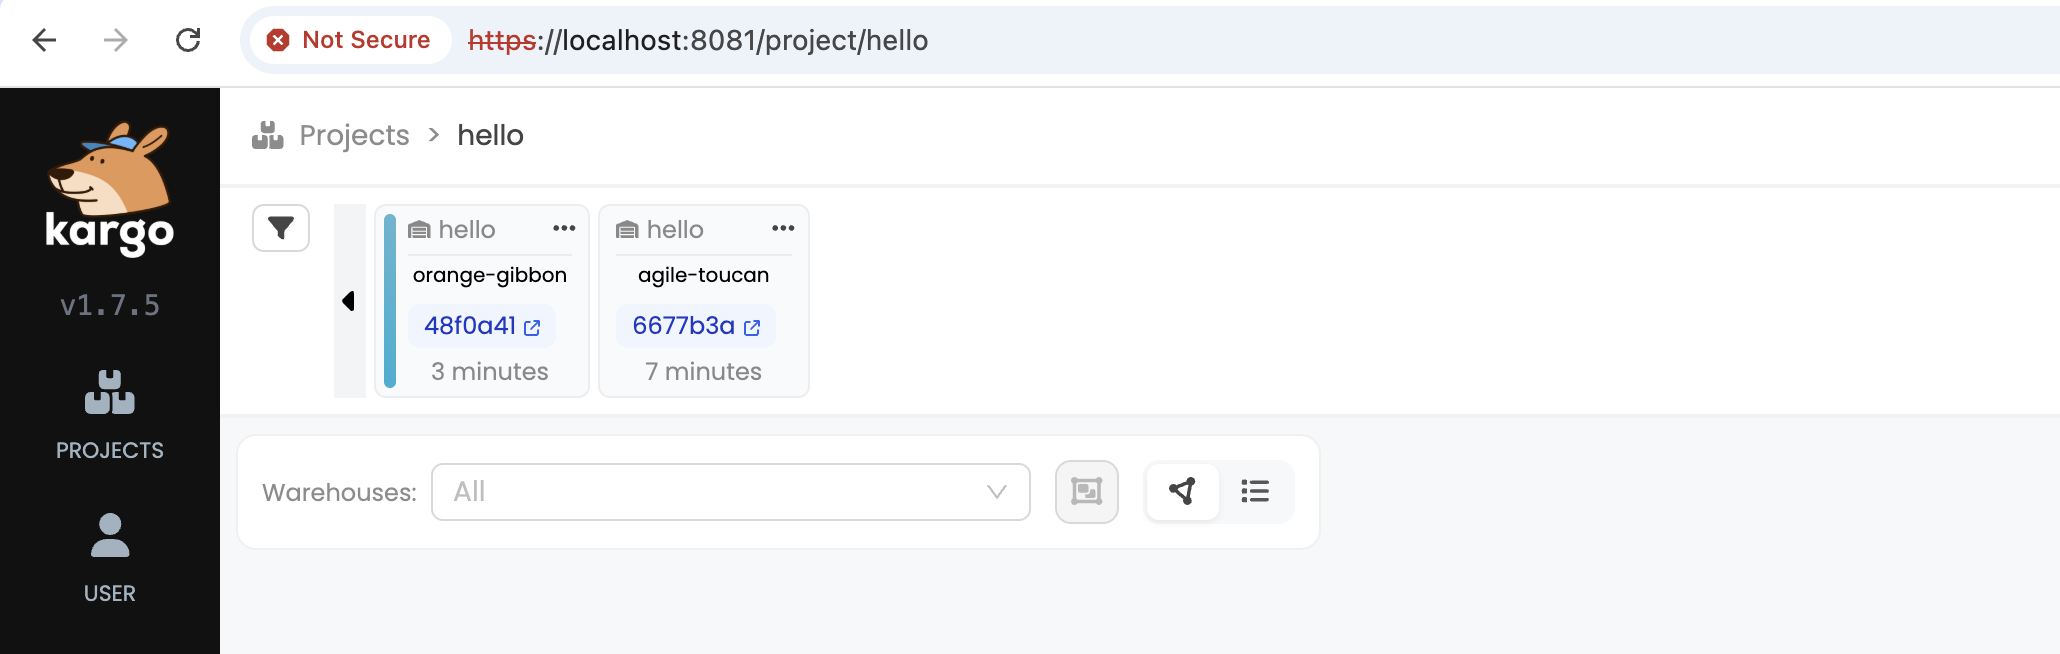 Not Secure https://localhost:8081/project/hello
kargo
v1.7.5
PROJECTS
USER
Projects > hello
hello ••• hello •••
orange-gibbon agile-toucan
48f0a41 6677b3a
3 minutes 7 minutes
Warehouses: All